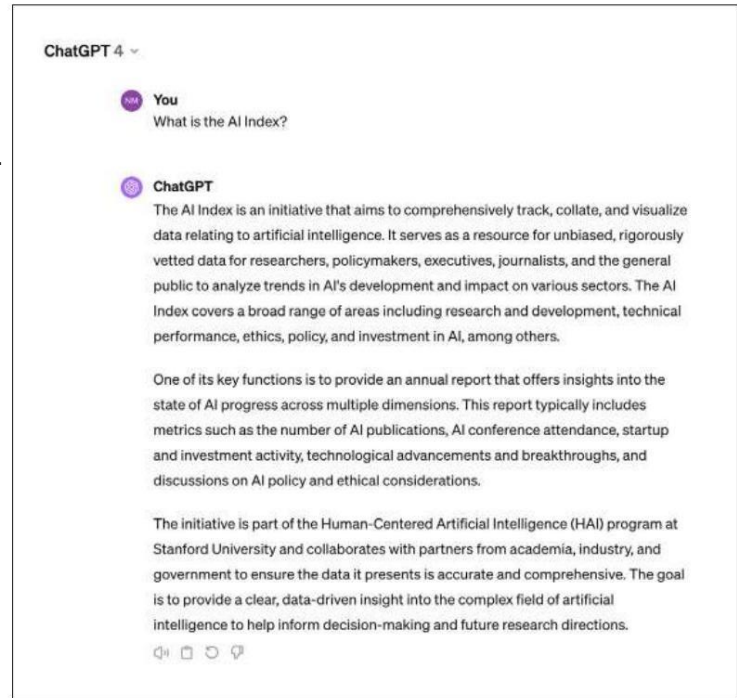 ChatGPT 4
NM
You
What is the AI Index?
ChatGPT
The AI Index is an initiative that aims to comprehensively track, collate, and visualize
data relating to artificial intelligence. It serves as a resource for unbiased, rigorously
vetted data for researchers, policymakers, executives, journalists, and the general
public to analyze trends in AI's development and impact on various sectors. The AI
Index covers a broad range of areas including research and development, technical
performance, ethics, policy, and investment in AI, among others.
One of its key functions is to provide an annual report that offers insights into the
state of AI progress across multiple dimensions. This report typically includes
metrics such as the number of AI publications, AI conference attendance, startup
and investment activity, technological advancements and breakthroughs, and
discussions on AI policy and ethical considerations.
The initiative is part of the Human-Centered Artificial Intelligence (HAI) program at
Stanford University and collaborates with partners from academia, industry, and
government to ensure the data it presents is accurate and comprehensive. The goal
is to provide a clear, data-driven insight into the complex field of artificial
intelligence to help inform decision-making and future research directions.